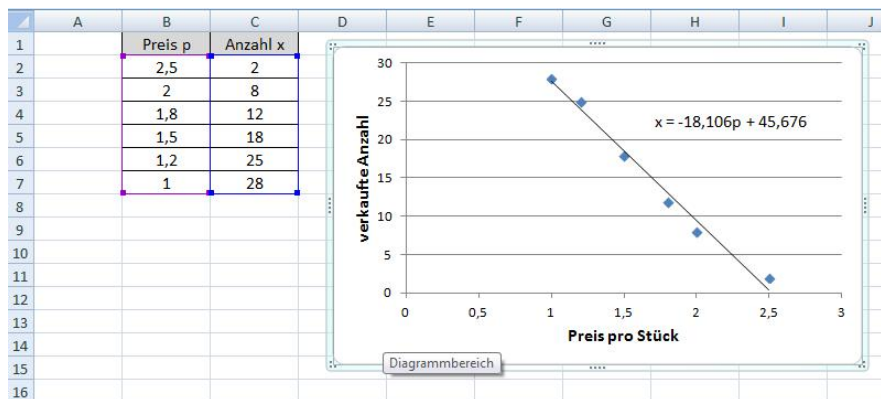 A B C D E F G H I J
1 Preis p Anzahl x
2 2,5 2
3 2 8
4 1,8 12
5 1,5 18
6 1,2 25
7 1 28
8
9
10
11
12
13
14
15
16
30
25
20
15
10
5
0
verkaufte Anzahl
x = -18,106p + 45,676
0 0,5 1 1,5 2 2,5 3
Preis pro Stück
Diagrammbereich